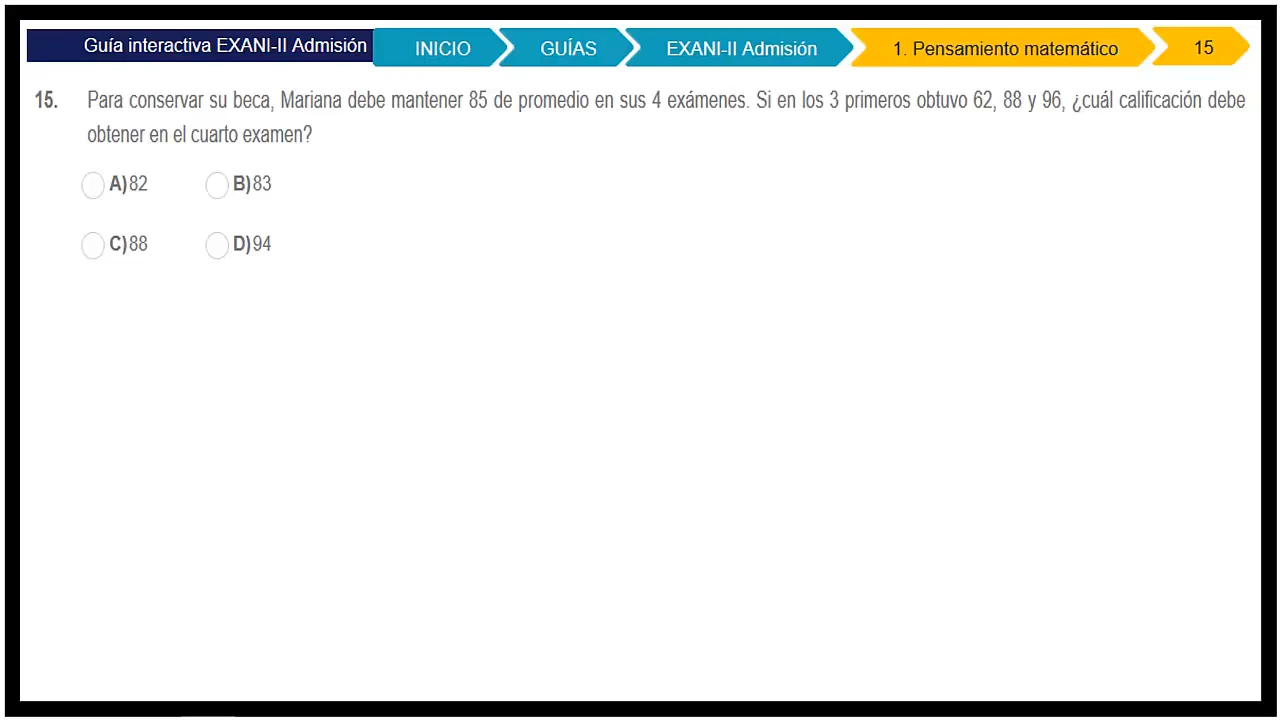 Guía interactiva EXANI-II Admisión INICIO GUÍAS EXANI-II Admisión 1. Pensamiento matemático 15
15. Para conservar su beca, Mariana debe mantener 85 de promedio en sus 4 exámenes. Si en los 3 primeros obtuvo 62, 88 y 96, ¿cuál calificación debe
obtener en el cuarto examen?
A)82 B)83
C)88 D)94